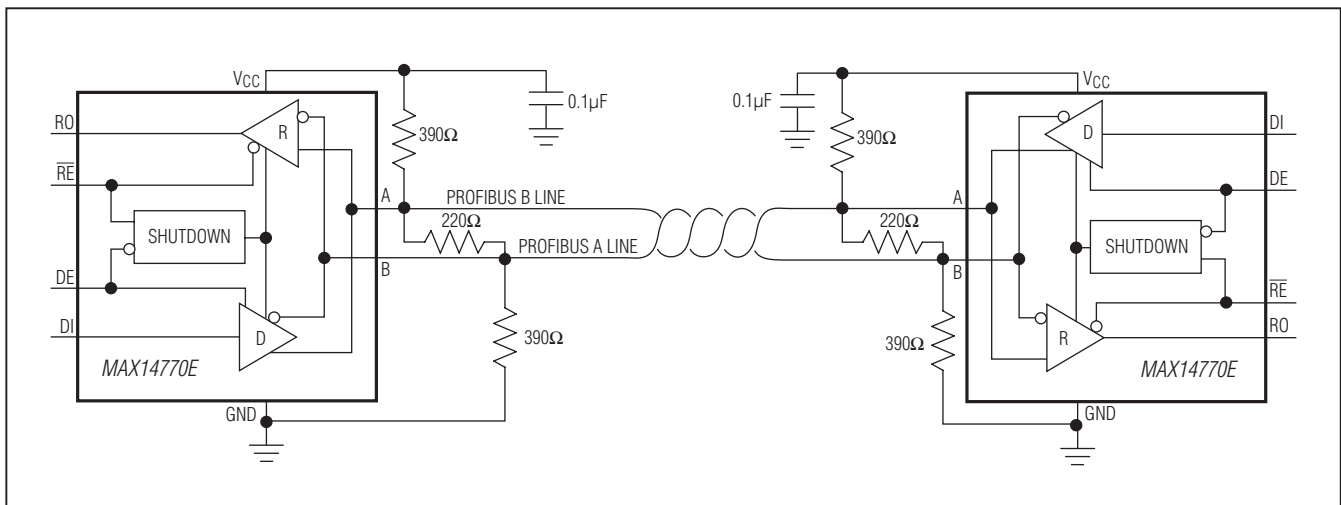 VCC
0.1µF
RO
R
390Ω
RE
A
PROFIBUS B LINE
220Ω
SHUTDOWN
PROFIBUS A LINE
B
DE
DI
D
390Ω
MAX14770E
GND
VCC
0.1µF
D
DI
390Ω
DE
A
220Ω
SHUTDOWN
B
RE
RO
R
390Ω
MAX14770E
GND